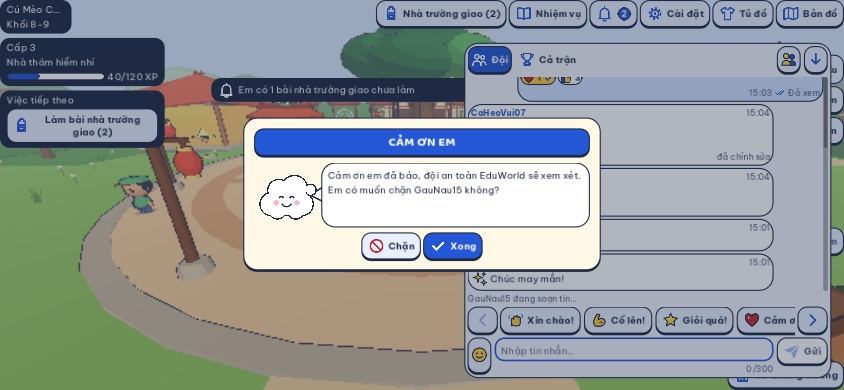 Cú Mèo C...
Khối 8-9
Nhà trường giao (2)
Nhiệm vụ
2
Cài đặt
Tủ đồ
Bản đồ
Cấp 3
Nhà thám hiểm nhí
40/120 XP
Việc tiếp theo
Làm bài nhà trường
giao (2)
Em có 1 bài nhà trường giao chưa làm
Đội
Cả trận
3
15:03
Đã xem
CaHeoVui07
15:04
đã chỉnh sửa
15:04
15:01
15:01
Chúc may mắn!
GauNau15 đang soạn tin...
CẢM ƠN EM
Cảm ơn em đã báo, đội an toàn EduWorld sẽ xem xét.
Em có muốn chặn GauNau15 không?
Chặn
Xong
Xin chào!
Cố lên!
Giỏi quá!
Cảm ơ
Nhập tin nhắn...
Gửi
0/300